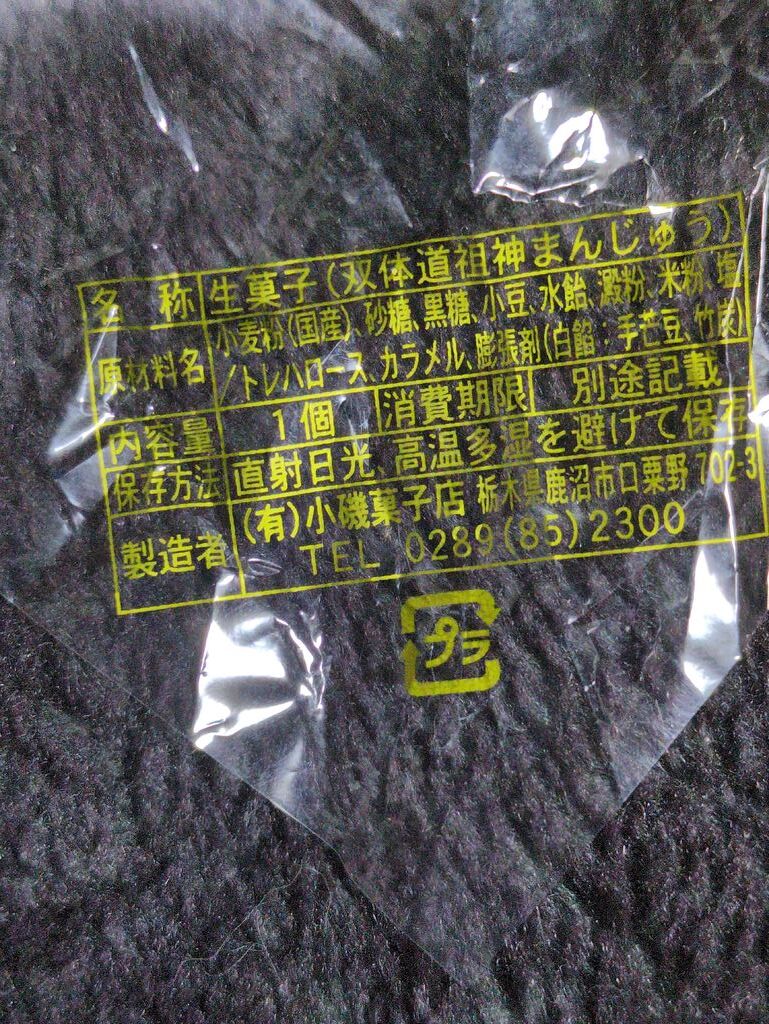 名 称 生菓子(双体道祖神まんじゅう)
原材料名 小麦粉(国産)、砂糖、黒糖、小豆、水飴、澱粉、米粉、塩
/トレハロース、カラメル、膨張剤(白餡:手芒豆、竹炭)
内容量 1個 消費期限 別途記載
保存方法 直射日光、高温多湿を避けて保存
製造者 (有)小磯菓子店 栃木県鹿沼市口粟野 702-3
TEL 0289(85)2300
プラ